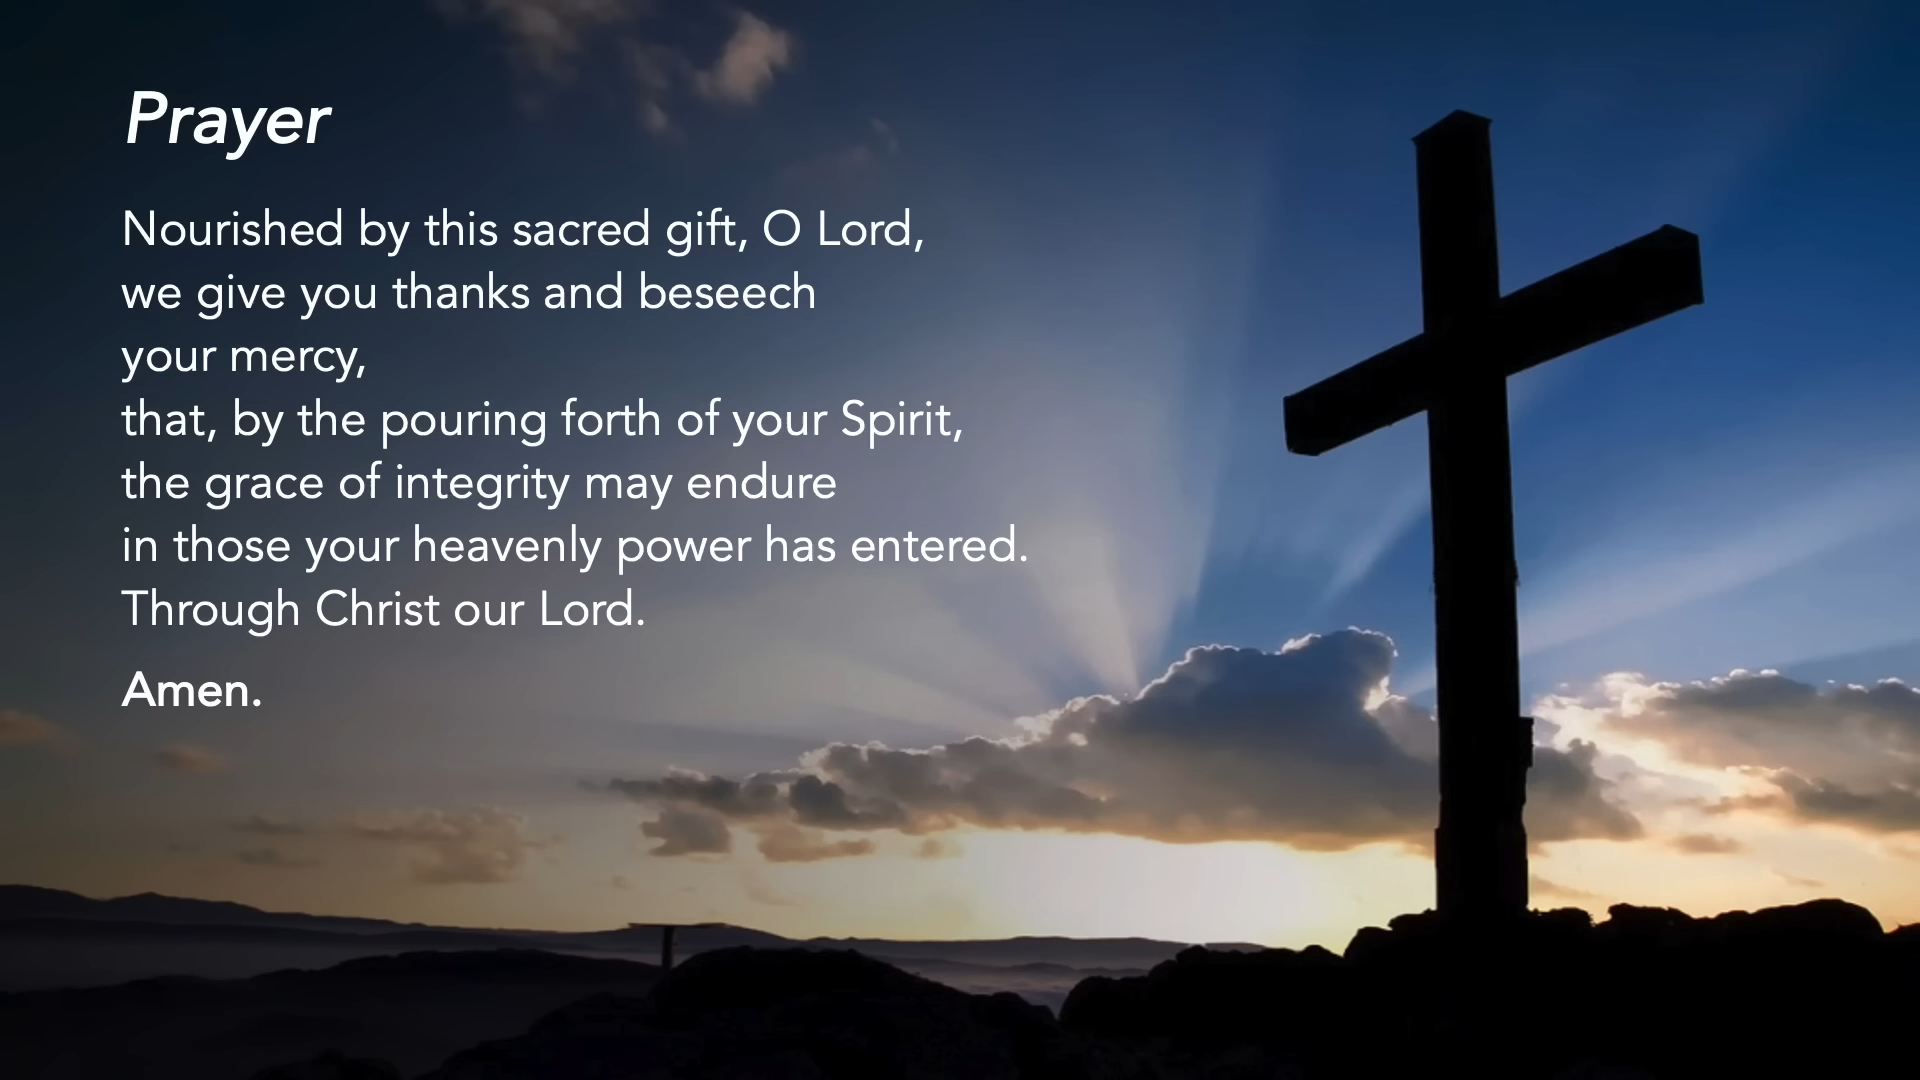 Prayer
Nourished by this sacred gift, O Lord,
we give you thanks and beseech
your mercy,
that, by the pouring forth of your Spirit,
the grace of integrity may endure
in those your heavenly power has entered.
Through Christ our Lord.
Amen.